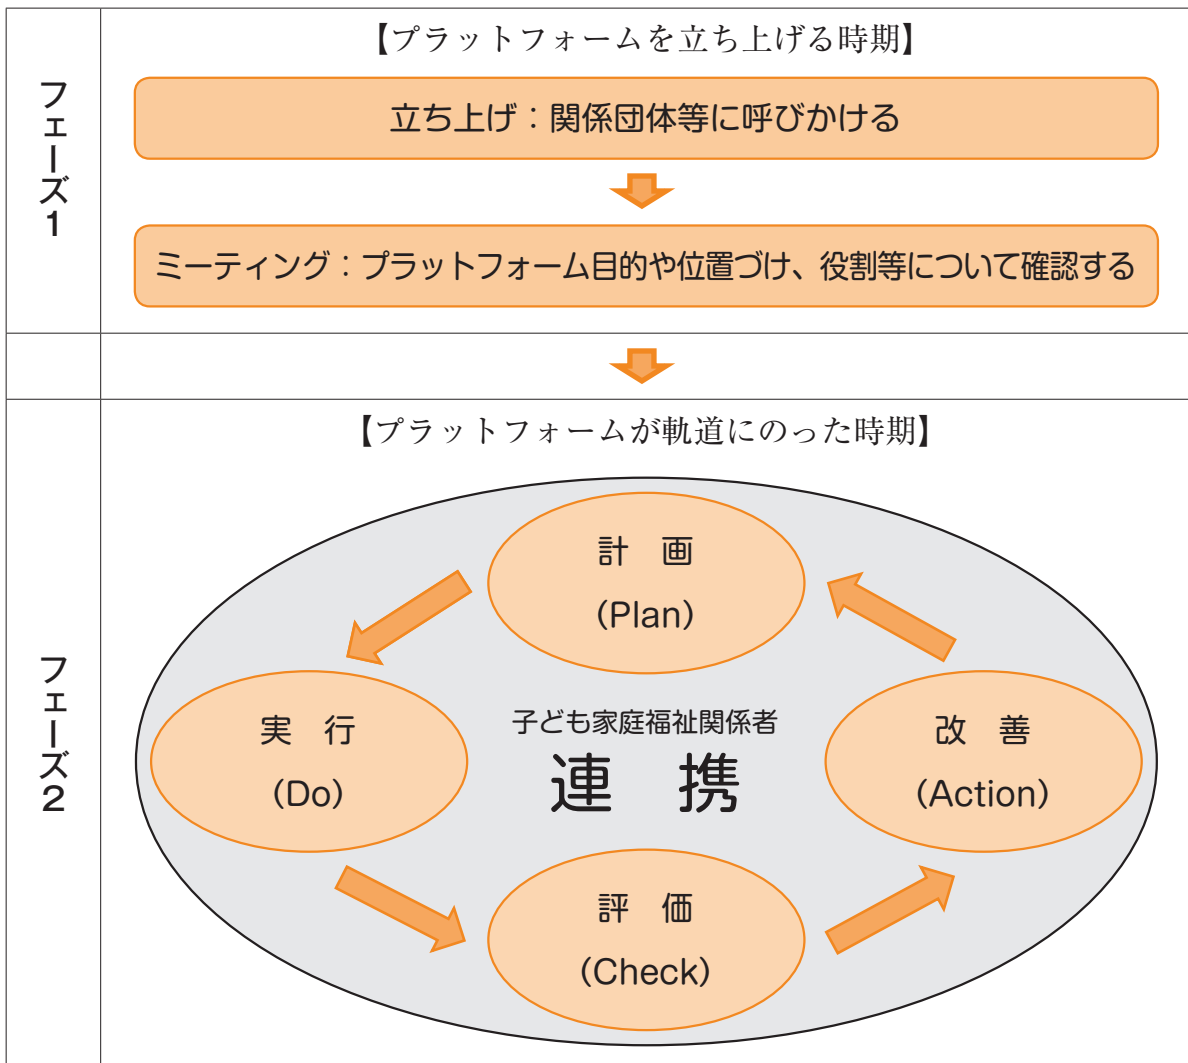 フェーズ1
【プラットフォームを立ち上げる時期】
立ち上げ：関係団体等に呼びかける
ミーティング：プラットフォーム目的や位置づけ、役割等について確認する
フェーズ2
【プラットフォームが軌道にのった時期】
計　画
(Plan)
実　行
(Do)
子ども家庭福祉関係者
連　携
改　善
(Action)
評　価
(Check)